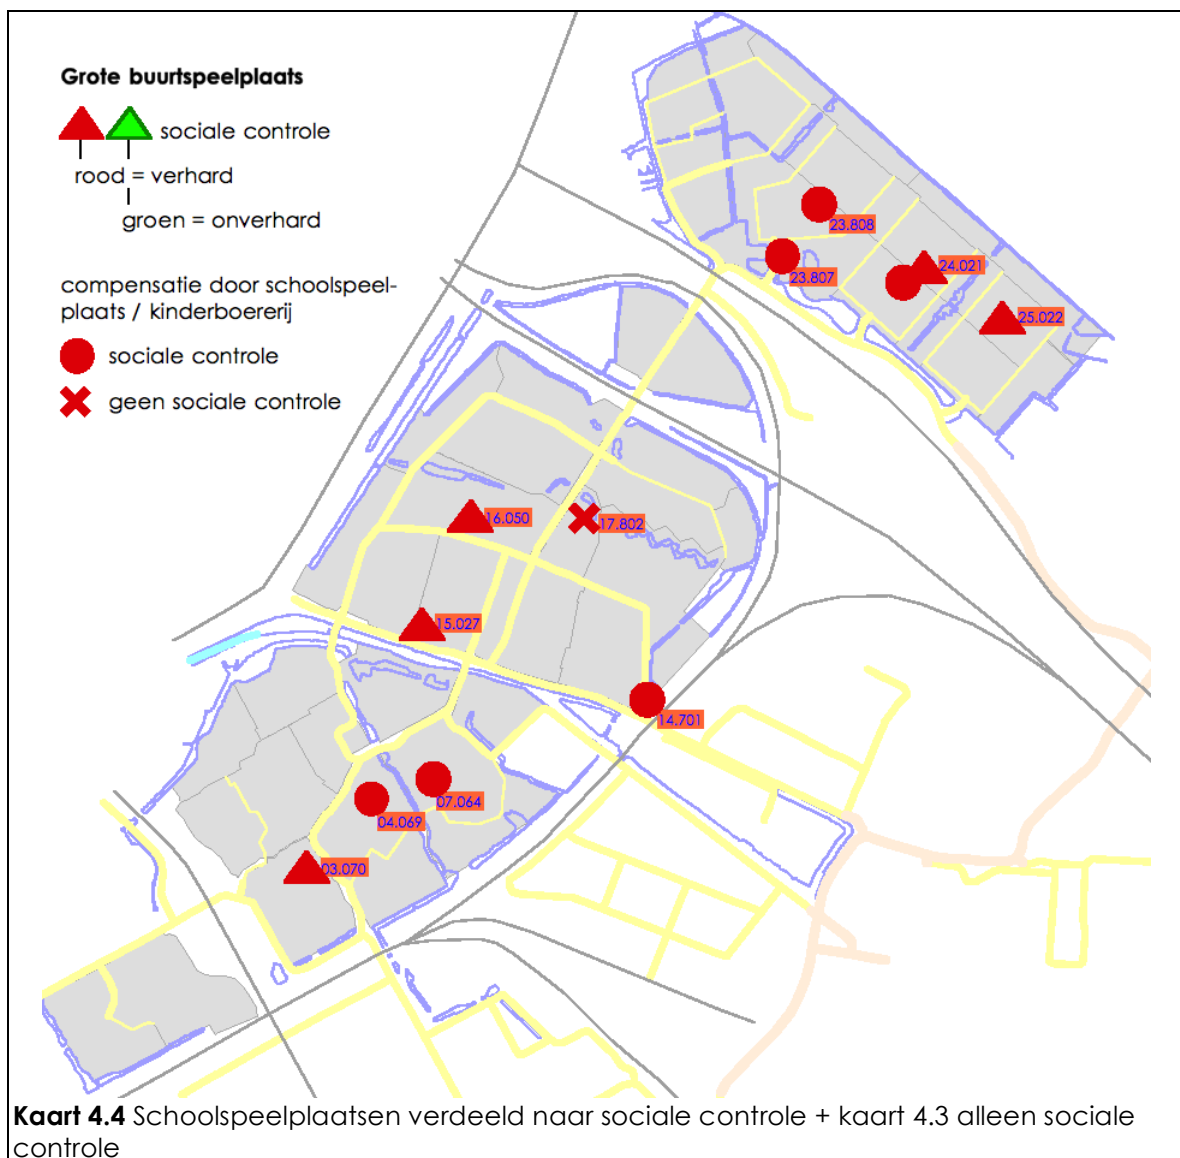 Grote buurtspeelplaats
sociale controle
rood = verhard
groen = onverhard
compensatie door schoolspeel-
plaats / kinderboererij
sociale controle
geen sociale controle
23.808
23.807
24.021
25.022
16.050
17.802
15.027
14.701
07.064
04.069
03.070
Kaart 4.4 Schoolspeelplaatsen verdeeld naar sociale controle + kaart 4.3 alleen sociale
controle